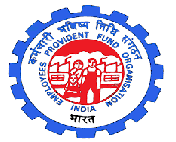 कर्मचारी भविष्य निधि संगठन
EMPLOYEES PROVIDENT FUND ORGANISATION
INDIA
भारत